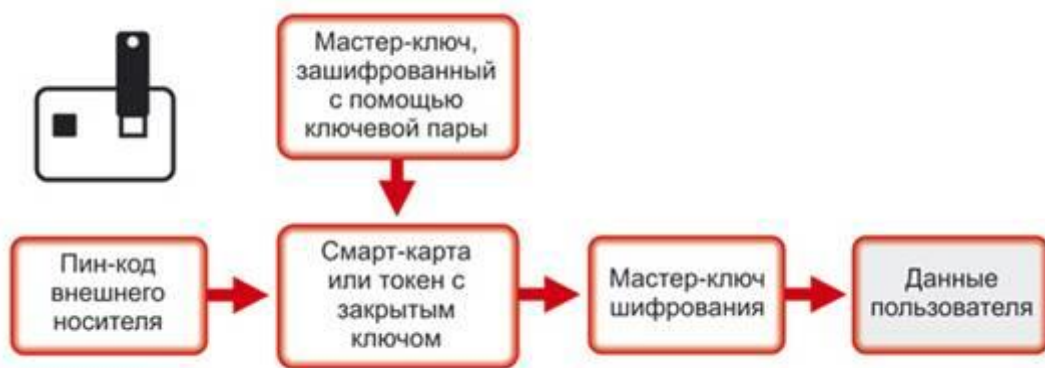 Мастер-ключ,
зашифрованный
с помощью
ключевой пары
Пин-код
внешнего
носителя
Смарт-карта
или токен с
закрытым
ключом
Мастер-ключ
шифрования
Данные
пользователя